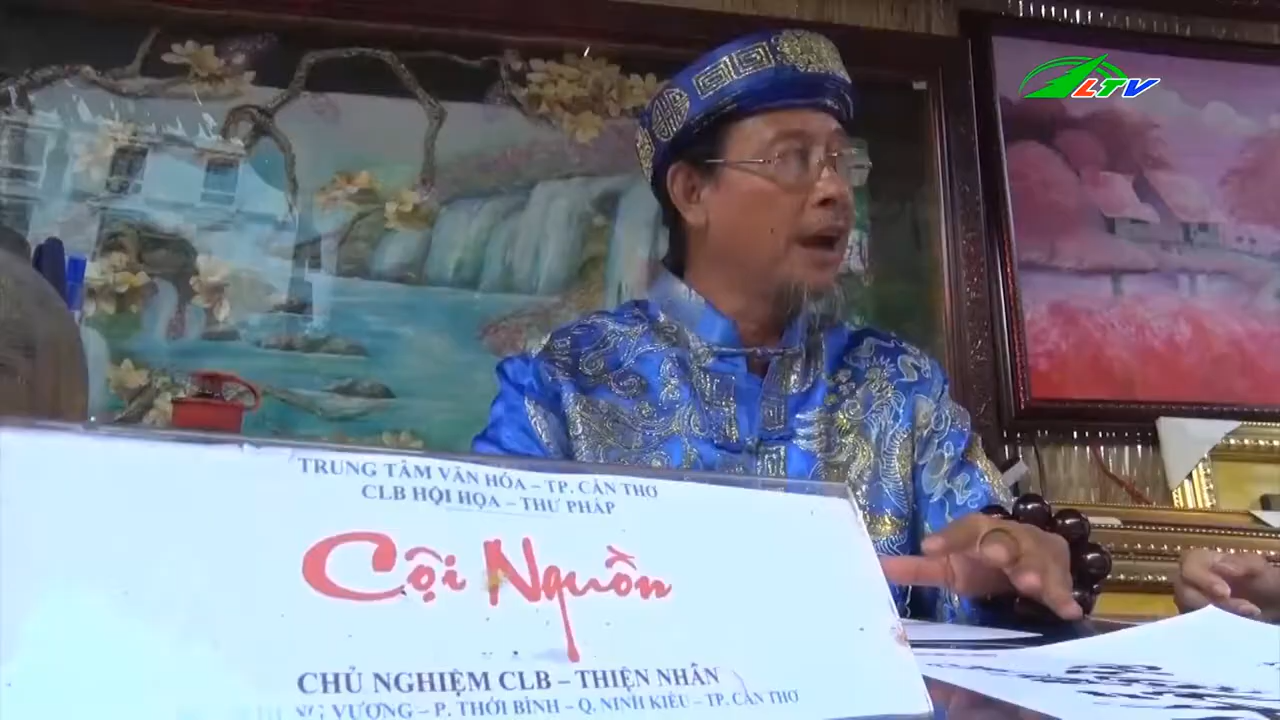 LTV
TRUNG TÂM VĂN HÓA – TP. CẦN THƠ
CLB HỘI HỌA – THƯ PHÁP
Cội Nguồn
CHỦ NGHIỆM CLB – THIỆN NHÂN
VƯƠNG – P. THỚI BÌNH – Q. NINH KIỀU – TP. CẦN THƠ